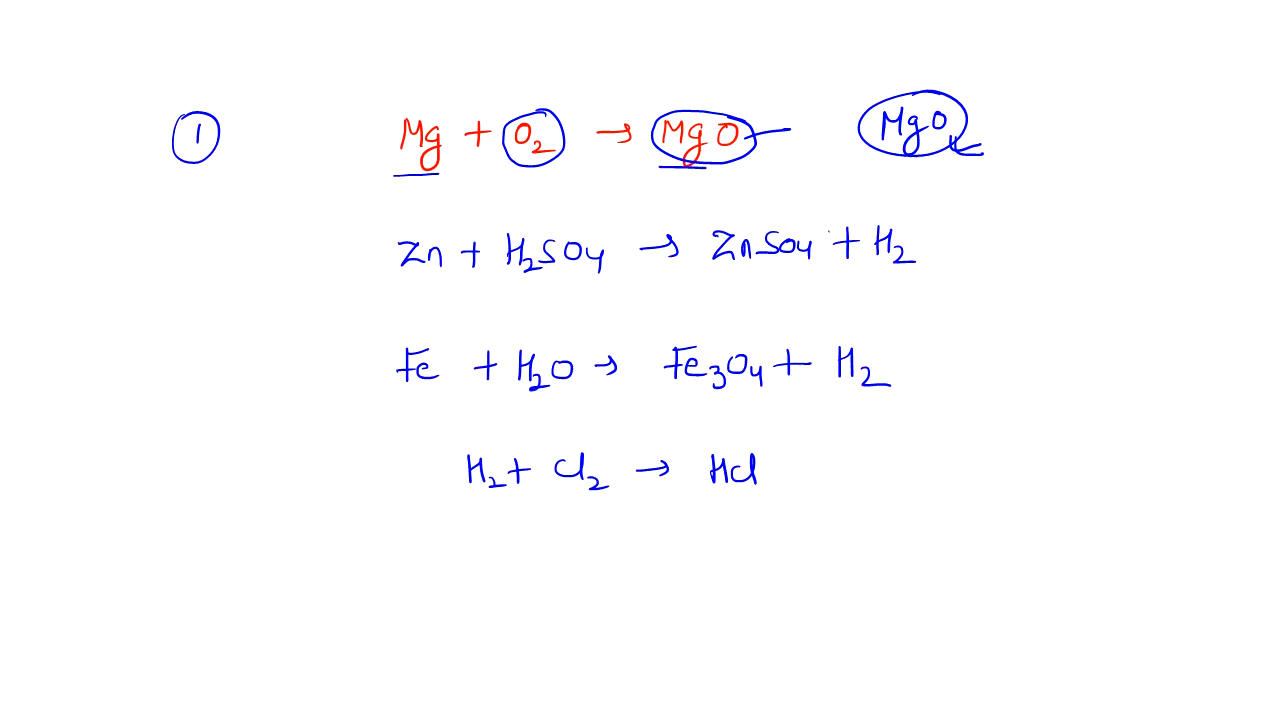 ① Mg + O₂ → MgO MgO
Zn + H₂SO₄ → ZnSO₄ + H₂
Fe + H₂O → Fe₃O₄ + H₂
H₂ + Cl₂ → HCl